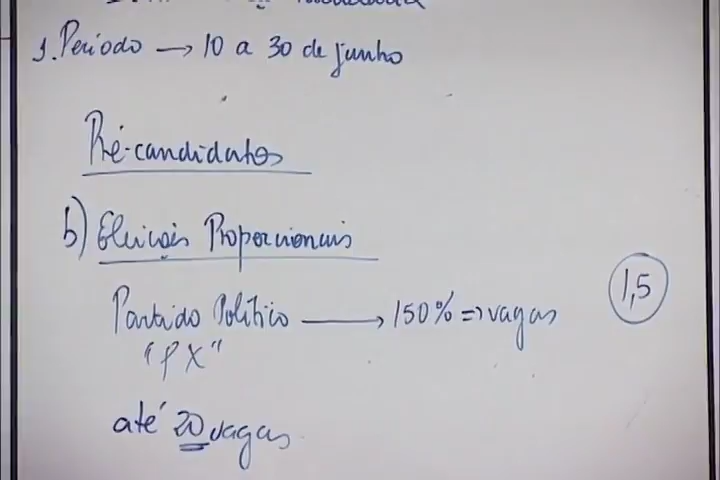 1. Período → 10 a 30 de junho
Pré-candidatos
b) Eleições Proporcionais
Partido Político → 150% => vagas
1,5
"PX"
até 20 vagas